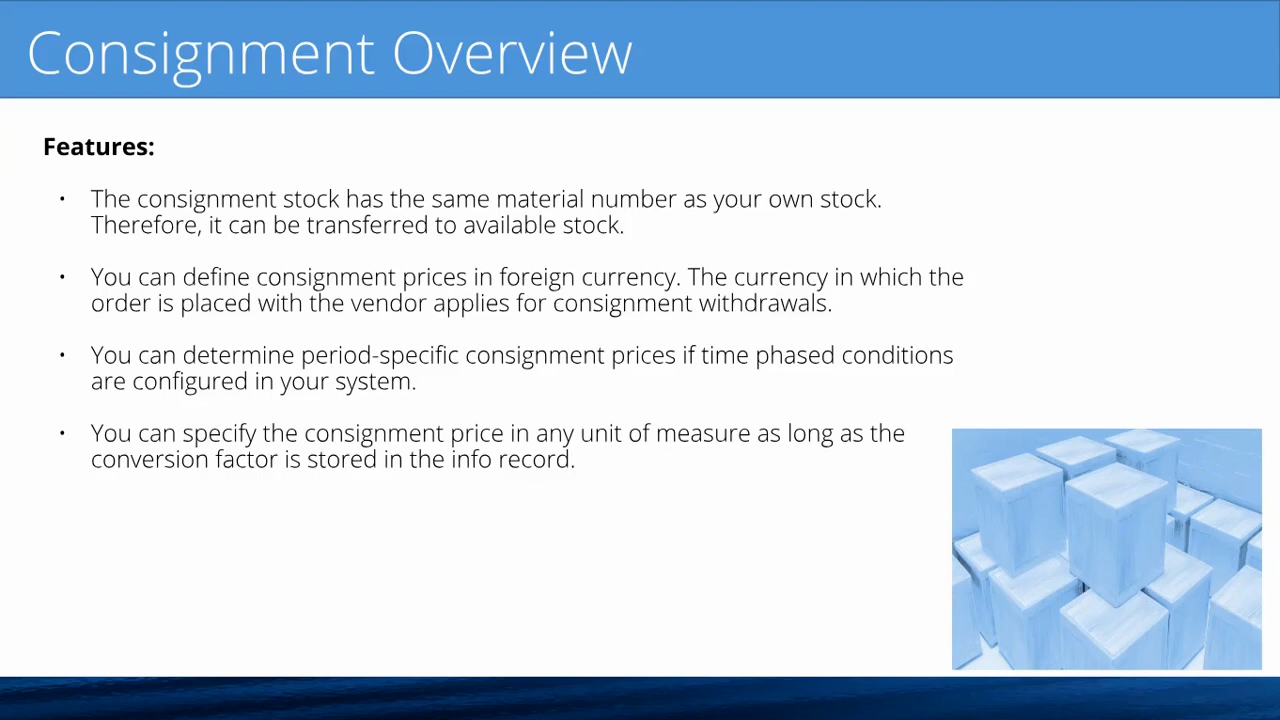 Consignment Overview
Features:
• The consignment stock has the same material number as your own stock.
Therefore, it can be transferred to available stock.
• You can define consignment prices in foreign currency. The currency in which the
order is placed with the vendor applies for consignment withdrawals.
• You can determine period-specific consignment prices if time phased conditions
are configured in your system.
• You can specify the consignment price in any unit of measure as long as the
conversion factor is stored in the info record.